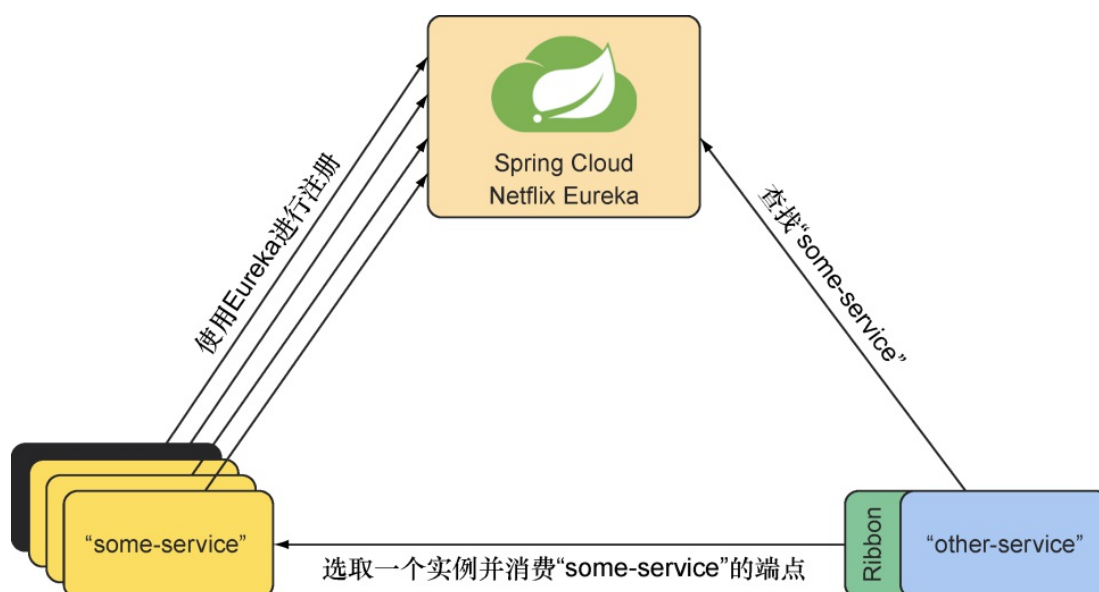 Spring Cloud
Netflix Eureka
使用Eureka进行注册
查找“some-service”
“some-service”
Ribbon
“other-service”
选取一个实例并消费“some-service”的端点